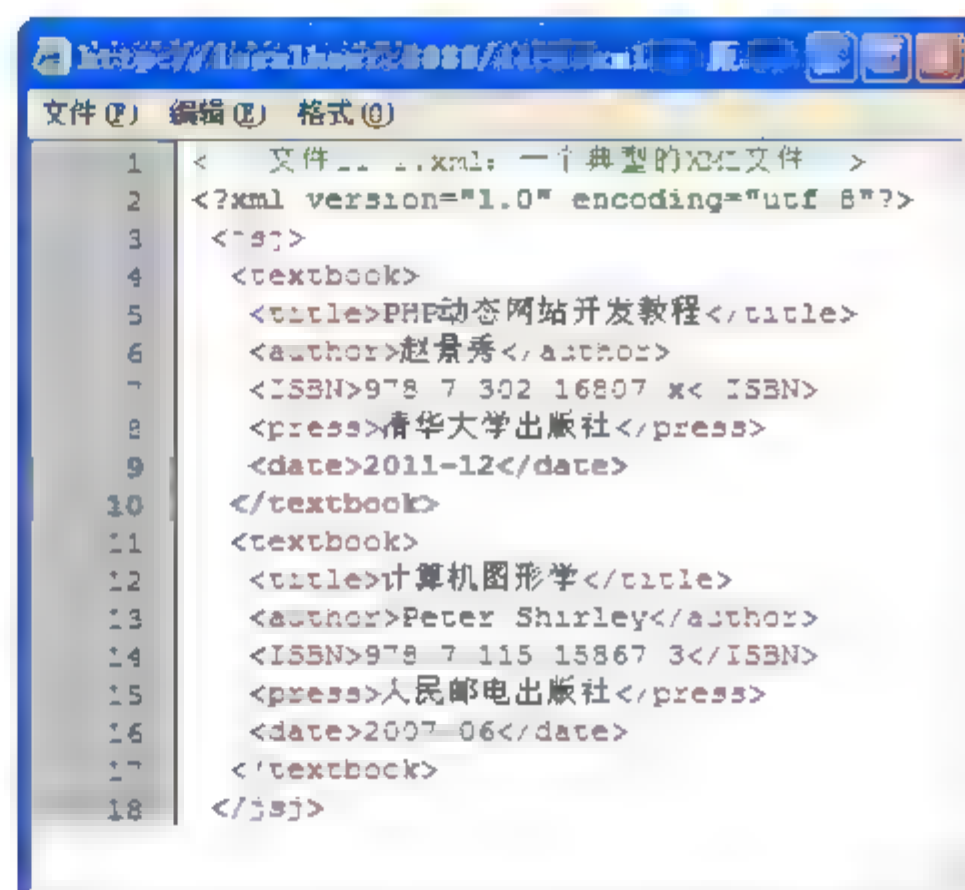 文件(F) 编辑(E) 格式(O)
1 < 文件 .xml: 一个典型的XML文件 >
2 <?xml version="1.0" encoding="utf 8"?>
3 <jsj>
4 <textbook>
5 <title>PHP动态网站开发教程</title>
6 <author>赵景秀</author>
7 <ISBN>978 7 302 16807 x< ISBN>
8 <press>清华大学出版社</press>
9 <date>2011-12</date>
10 </textbook>
11 <textbook>
12 <title>计算机图形学</title>
13 <author>Peter Shirley</author>
14 <ISBN>978 7 115 15867 3</ISBN>
15 <press>人民邮电出版社</press>
16 <date>2007-06</date>
17 </textbook>
18 </jsj>